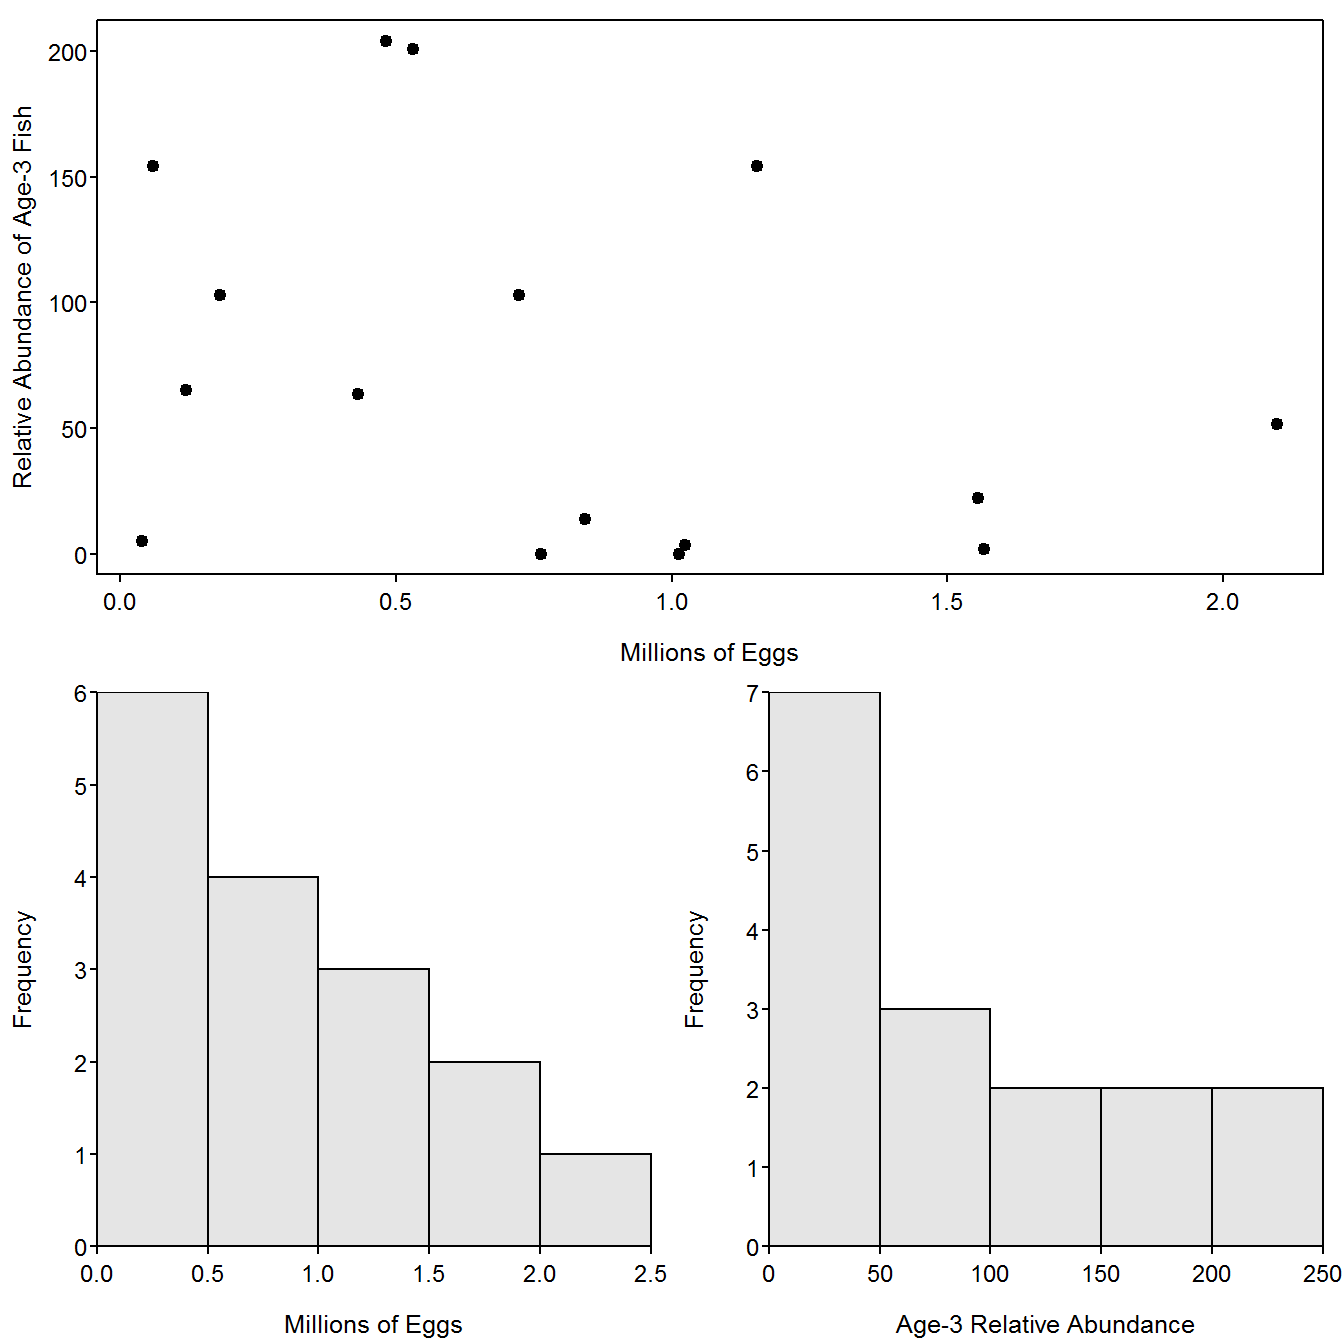 Relative Abundance of Age-3 Fish
200
150
100
50
0
0.0 0.5 1.0 1.5 2.0
Millions of Eggs
Frequency
6
5
4
3
2
1
0
0.0 0.5 1.0 1.5 2.0 2.5
Millions of Eggs
Frequency
7
6
5
4
3
2
1
0
0 50 100 150 200 250
Age-3 Relative Abundance